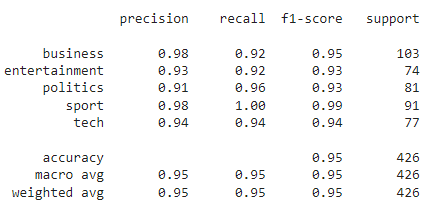 precision recall f1-score support
business 0.98 0.92 0.95 103
entertainment 0.93 0.92 0.93 74
politics 0.91 0.96 0.93 81
sport 0.98 1.00 0.99 91
tech 0.94 0.94 0.94 77
accuracy 0.95 426
macro avg 0.95 0.95 0.95 426
weighted avg 0.95 0.95 0.95 426